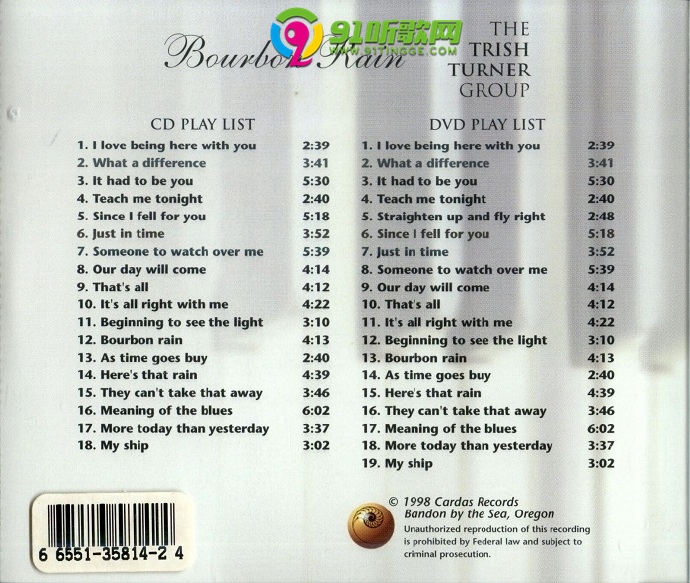 91听歌网
WWW.91TINGGE.COM
Bourbon Rain
THE
TRISH
TURNER
GROUP
CD PLAY LIST
1. I love being here with you 2:39
2. What a difference 3:41
3. It had to be you 5:30
4. Teach me tonight 2:40
5. Since I fell for you 5:18
6. Just in time 3:52
7. Someone to watch over me 5:39
8. Our day will come 4:14
9. That's all 4:12
10. It's all right with me 4:22
11. Beginning to see the light 3:10
12. Bourbon rain 4:13
13. As time goes buy 2:40
14. Here's that rain 4:39
15. They can't take that away 3:46
16. Meaning of the blues 6:02
17. More today than yesterday 3:37
18. My ship 3:02
DVD PLAY LIST
1. I love being here with you 2:39
2. What a difference 3:41
3. It had to be you 5:30
4. Teach me tonight 2:40
5. Straighten up and fly right 2:48
6. Since I fell for you 5:18
7. Just in time 3:52
8. Someone to watch over me 5:39
9. Our day will come 4:14
10. That's all 4:12
11. It's all right with me 4:22
12. Beginning to see the light 3:10
13. Bourbon rain 4:13
14. As time goes buy 2:40
15. Here's that rain 4:39
16. They can't take that away 3:46
17. Meaning of the blues 6:02
18. More today than yesterday 3:37
19. My ship 3:02
6 66551-35814-2 4
© 1998 Cardas Records
Bandon by the Sea, Oregon
Unauthorized reproduction of this recording
is prohibited by Federal law and subject to
criminal prosecution.